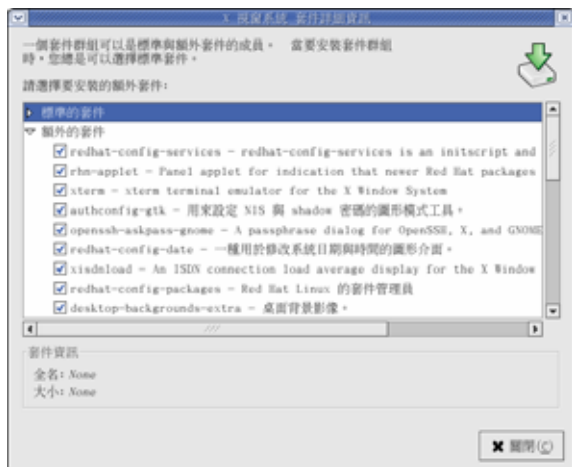 X 視窗系統 套件詳細資訊
一個套件群組可以是標準與額外套件的成員。 當要安裝套件群組
時，您總是可以選擇標準套件。
請選擇要安裝的額外套件：
標準的套件
額外的套件
redhat-config-services - redhat-config-services is an initscript and
rhn-applet - Panel applet for indication that newer Red Hat packages
xterm - xterm terminal emulator for the X Window System
authconfig-gtk - 用來設定 NIS 與 shadow 密碼的圖形模式工具。
openssh-askpass-gnome - A passphrase dialog for OpenSSH, X, and GNOME
redhat-config-date - 一種用於修改系統日期與時間的圖形介面。
xisdnload - An ISDN connection load average display for the X Window
redhat-config-packages - Red Hat Linux 的套件管理員
desktop-backgrounds-extra - 桌面背景影像。
套件資訊
全名：None
大小：None
關閉(C)